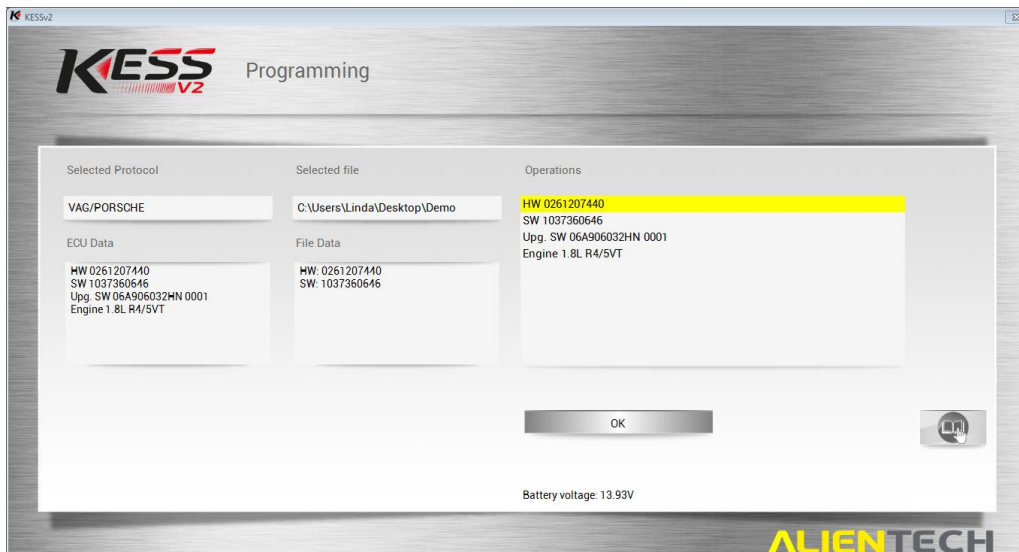 KESSv2
KESS
V2
Programming
Selected Protocol
Selected file
Operations
VAG/PORSCHE
C:\Users\Linda\Desktop\Demo
HW 0261207440
SW 1037360646
Upg. SW 06A906032HN 0001
Engine 1.8L R4/5VT
ECU Data
File Data
HW 0261207440
SW 1037360646
Upg. SW 06A906032HN 0001
Engine 1.8L R4/5VT
HW: 0261207440
SW: 1037360646
OK
Battery voltage: 13.93V
ALIENTECH